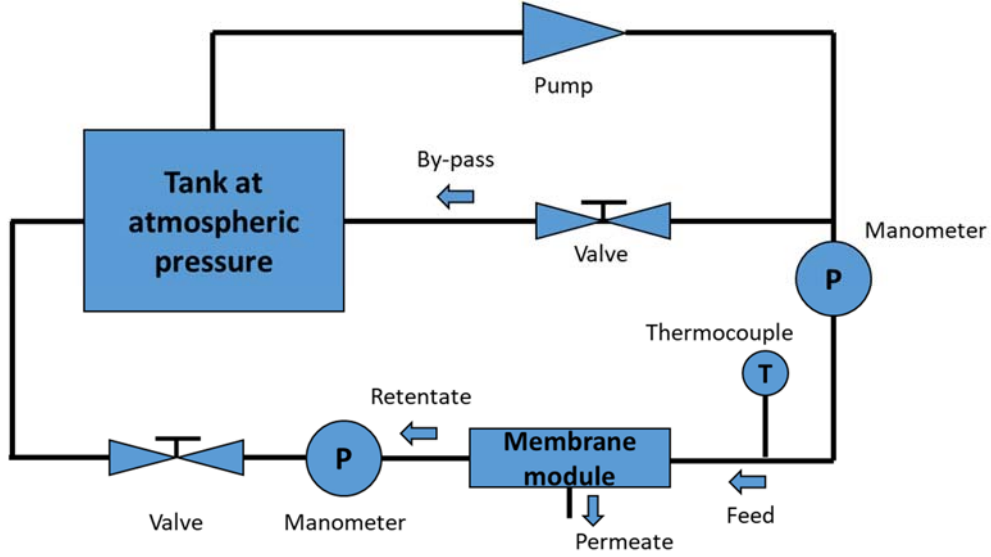 Pump
By-pass
Tank at
atmospheric
pressure
Valve
Manometer
P
Thermocouple
T
Retentate
Membrane
module
P
Feed
Valve
Manometer
Permeate